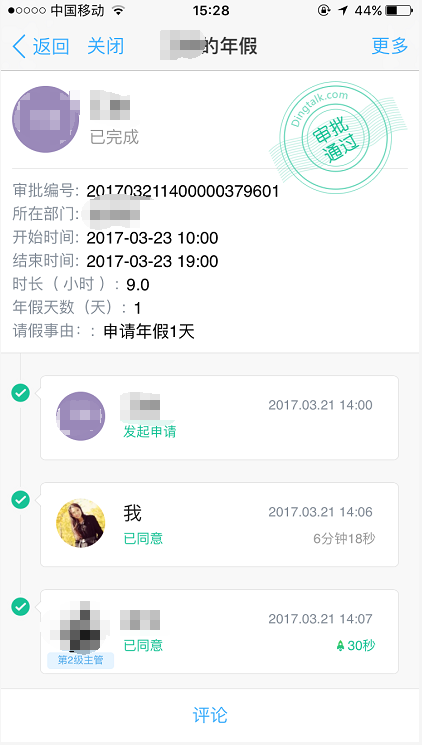 中国移动
15:28
44%
返回
关闭
的年假
更多
已完成
Dingtalk.com
审批
通过
审批编号: 201703211400000379601
所在部门:
开始时间: 2017-03-23 10:00
结束时间: 2017-03-23 19:00
时长（小时）: 9.0
年假天数（天）: 1
请假事由: : 申请年假1天
2017.03.21 14:00
发起申请
我
2017.03.21 14:06
已同意
6分钟18秒
2017.03.21 14:07
已同意
30秒
第2级主管
评论